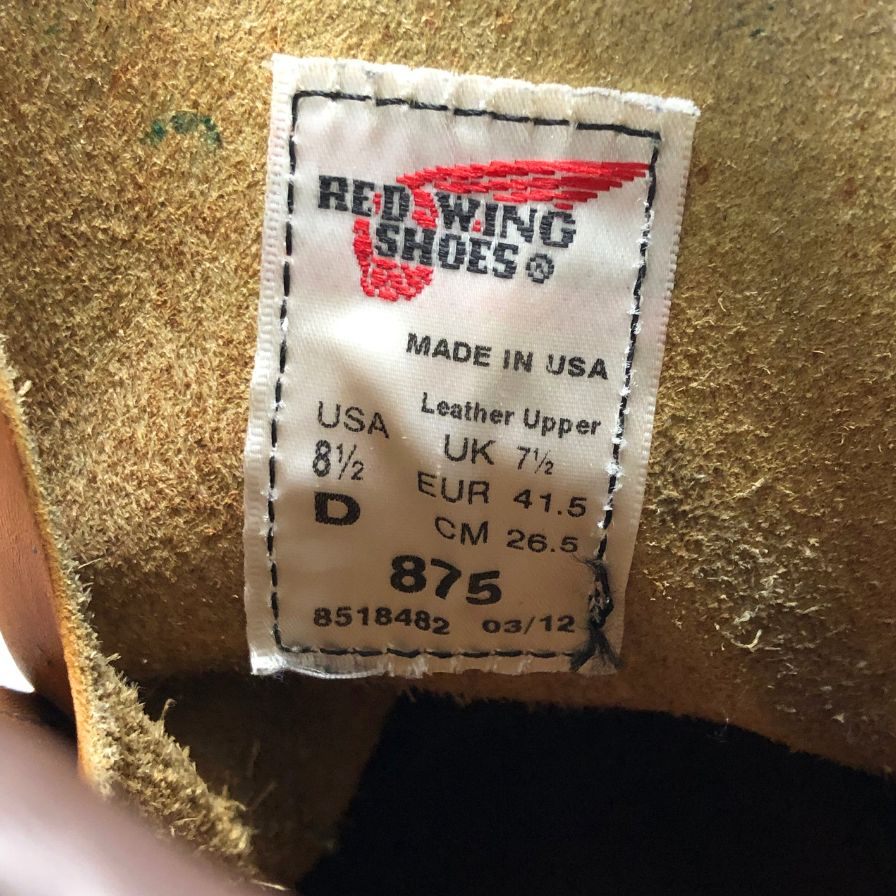 RED WING
SHOES®
MADE IN USA
Leather Upper
USA
8½
D
UK 7½
EUR 41.5
CM 26.5
875
8518482 03/12